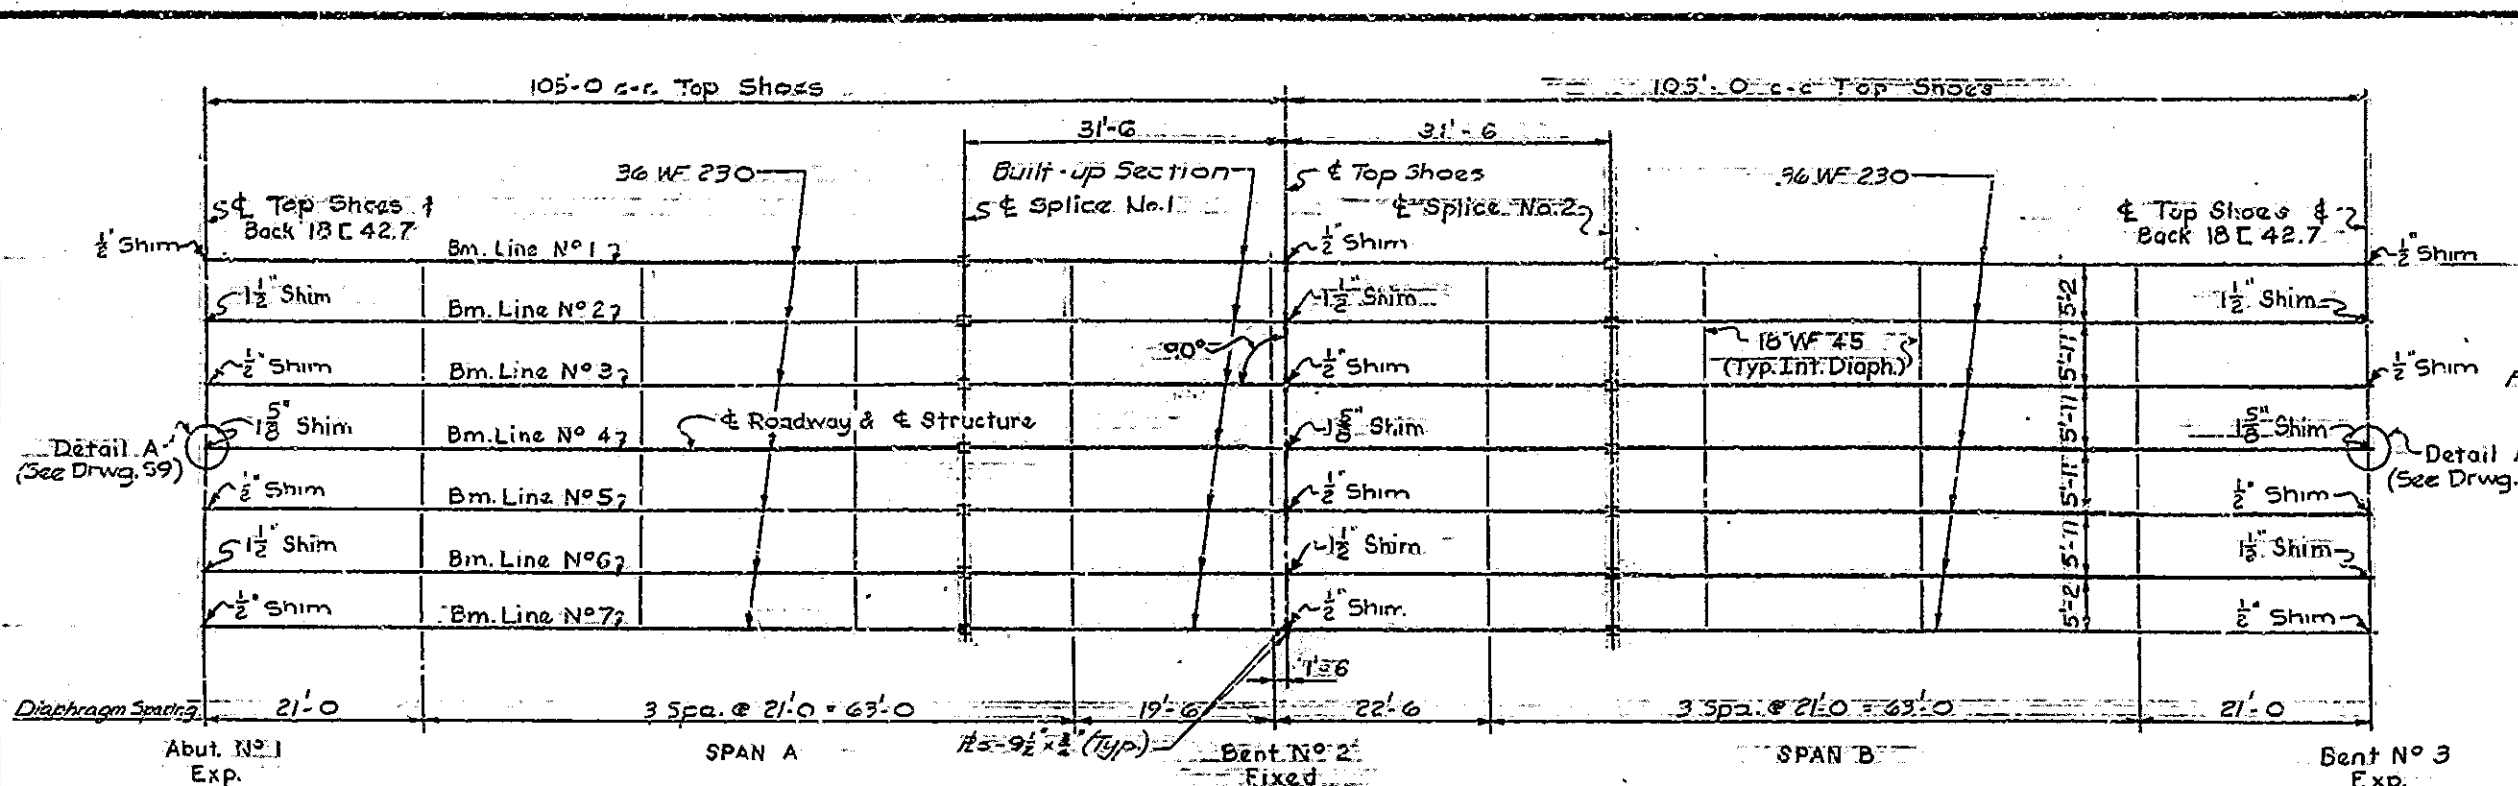 105'-0 c-c Top Shoes
105'-0 c-c Top Shoes
31'-6
31'-6
36 WF 230
Built-up Section
℄ Top Shoes
36 WF 230
℄ Top Shoes &
Back 18 [ 42.7
℄ Splice No.1
℄ Splice No.2
℄ Top Shoes &
Back 18 [ 42.7
½" Shim
Bm. Line Nº 1
½" Shim
½" Shim
1½" Shim
Bm. Line Nº 2
1½" Shim
1½" Shim
5'-2
½" Shim
Bm. Line Nº 3
90°
½" Shim
18 WF 45
(Typ. Int. Diaph.)
5'-11
½" Shim
Detail A
(See Drwg. S9)
1⅝" Shim
Bm. Line Nº 4
℄ Roadway & ℄ Structure
1⅝" Shim
5'-11
1⅝" Shim
Detail
(See Drwg.
½" Shim
Bm. Line Nº 5
½" Shim
5'-11
½" Shim
1½" Shim
Bm. Line Nº 6
1½" Shim
5'-11
1½" Shim
½" Shim
Bm. Line Nº 7
½" Shim
5'-2
½" Shim
1'-6
Diaphragm Spacing
21'-0
3 Spa. @ 21'-0 = 63'-0
19'-6
22'-6
3 Spa. @ 21'-0 = 63'-0
21'-0
Abut. Nº 1
Exp.
SPAN A
℔s-9½" x ¾" (Typ.)
Bent Nº 2
Fixed
SPAN B
Bent Nº 3
Exp.